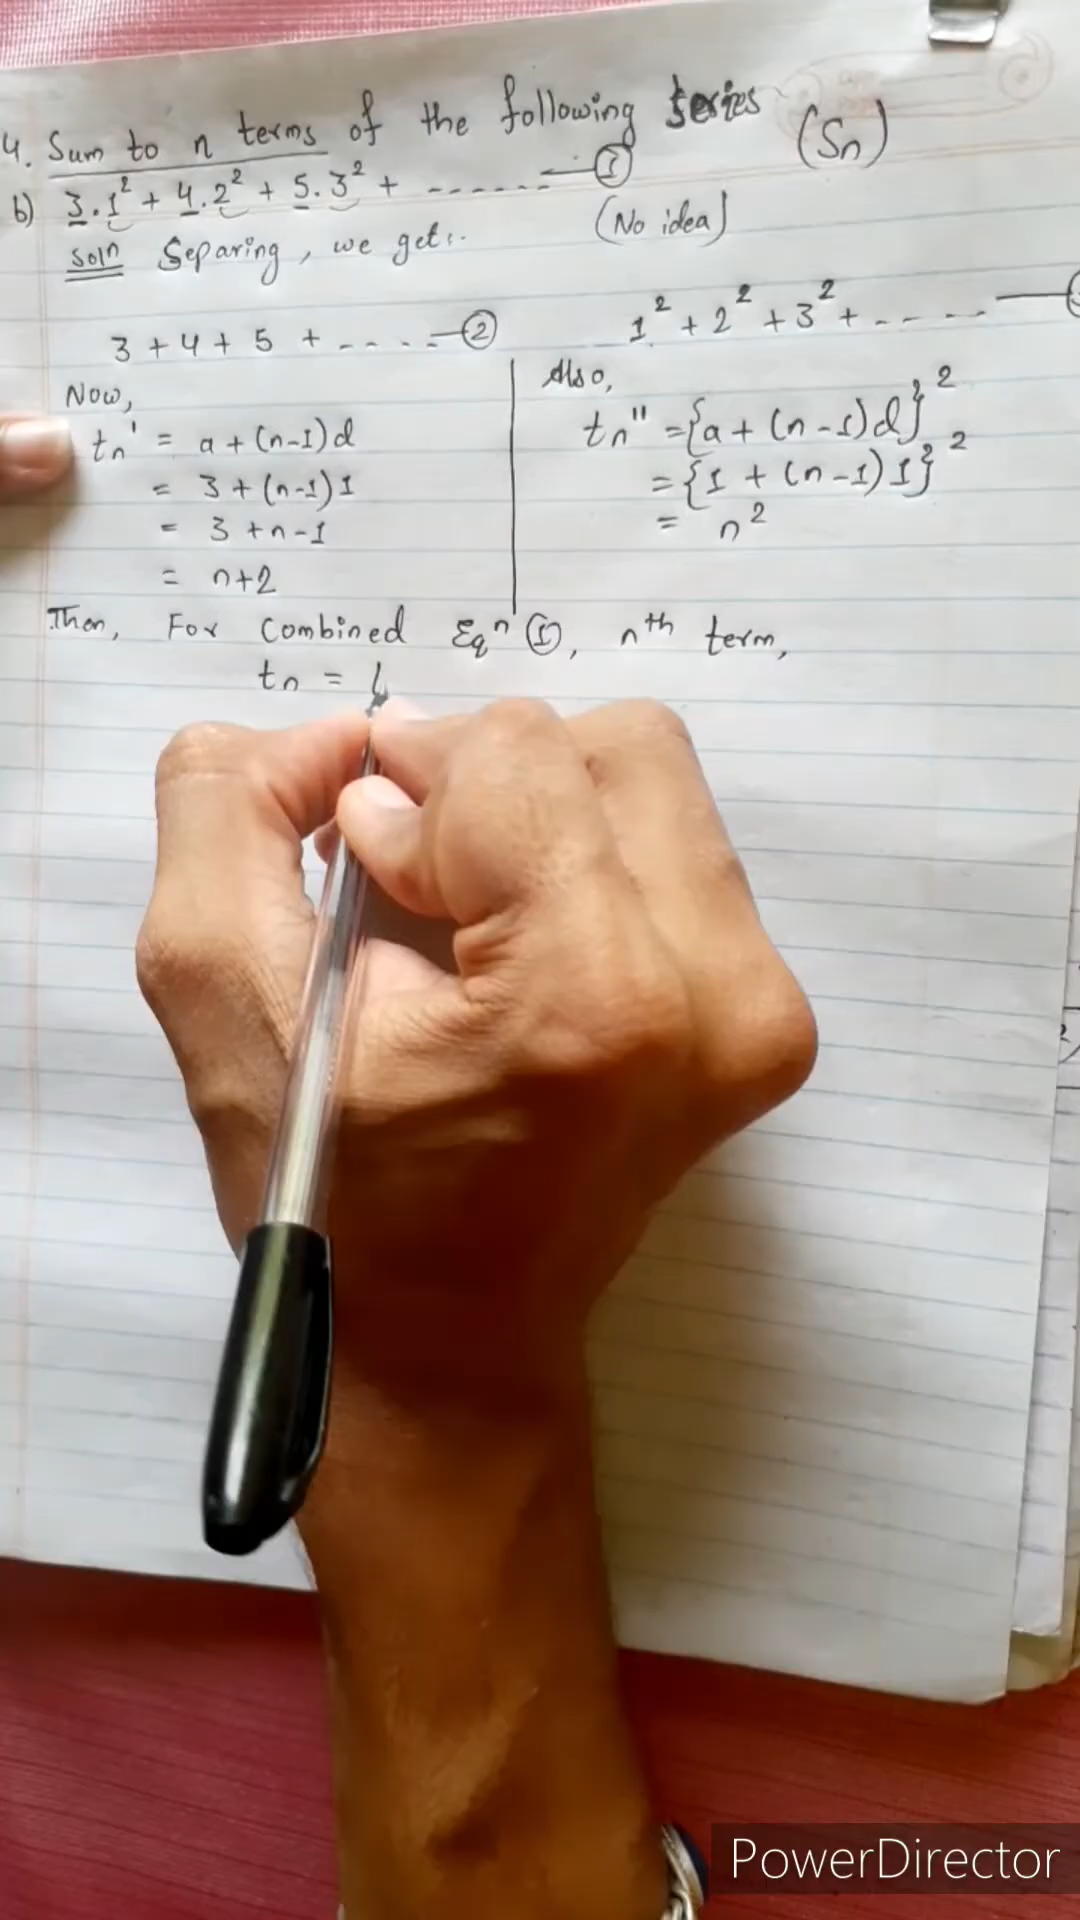 4. Sum to n terms of the following series (Sn)
b) 3.1² + 4.2² + 5.3² + ------- ①
(No idea)
Soln Separing, we get:.
3 + 4 + 5 + ---- ②
Now,
tn' = a + (n-1)d
= 3 + (n-1)1
= 3 + n - 1
= n+2
1² + 2² + 3² + -----
Also,
tn" = {a + (n-1)d}²
= {1 + (n-1)1}²
= n²
Then, For combined Eqⁿ ①, nth term,
tn =
PowerDirector